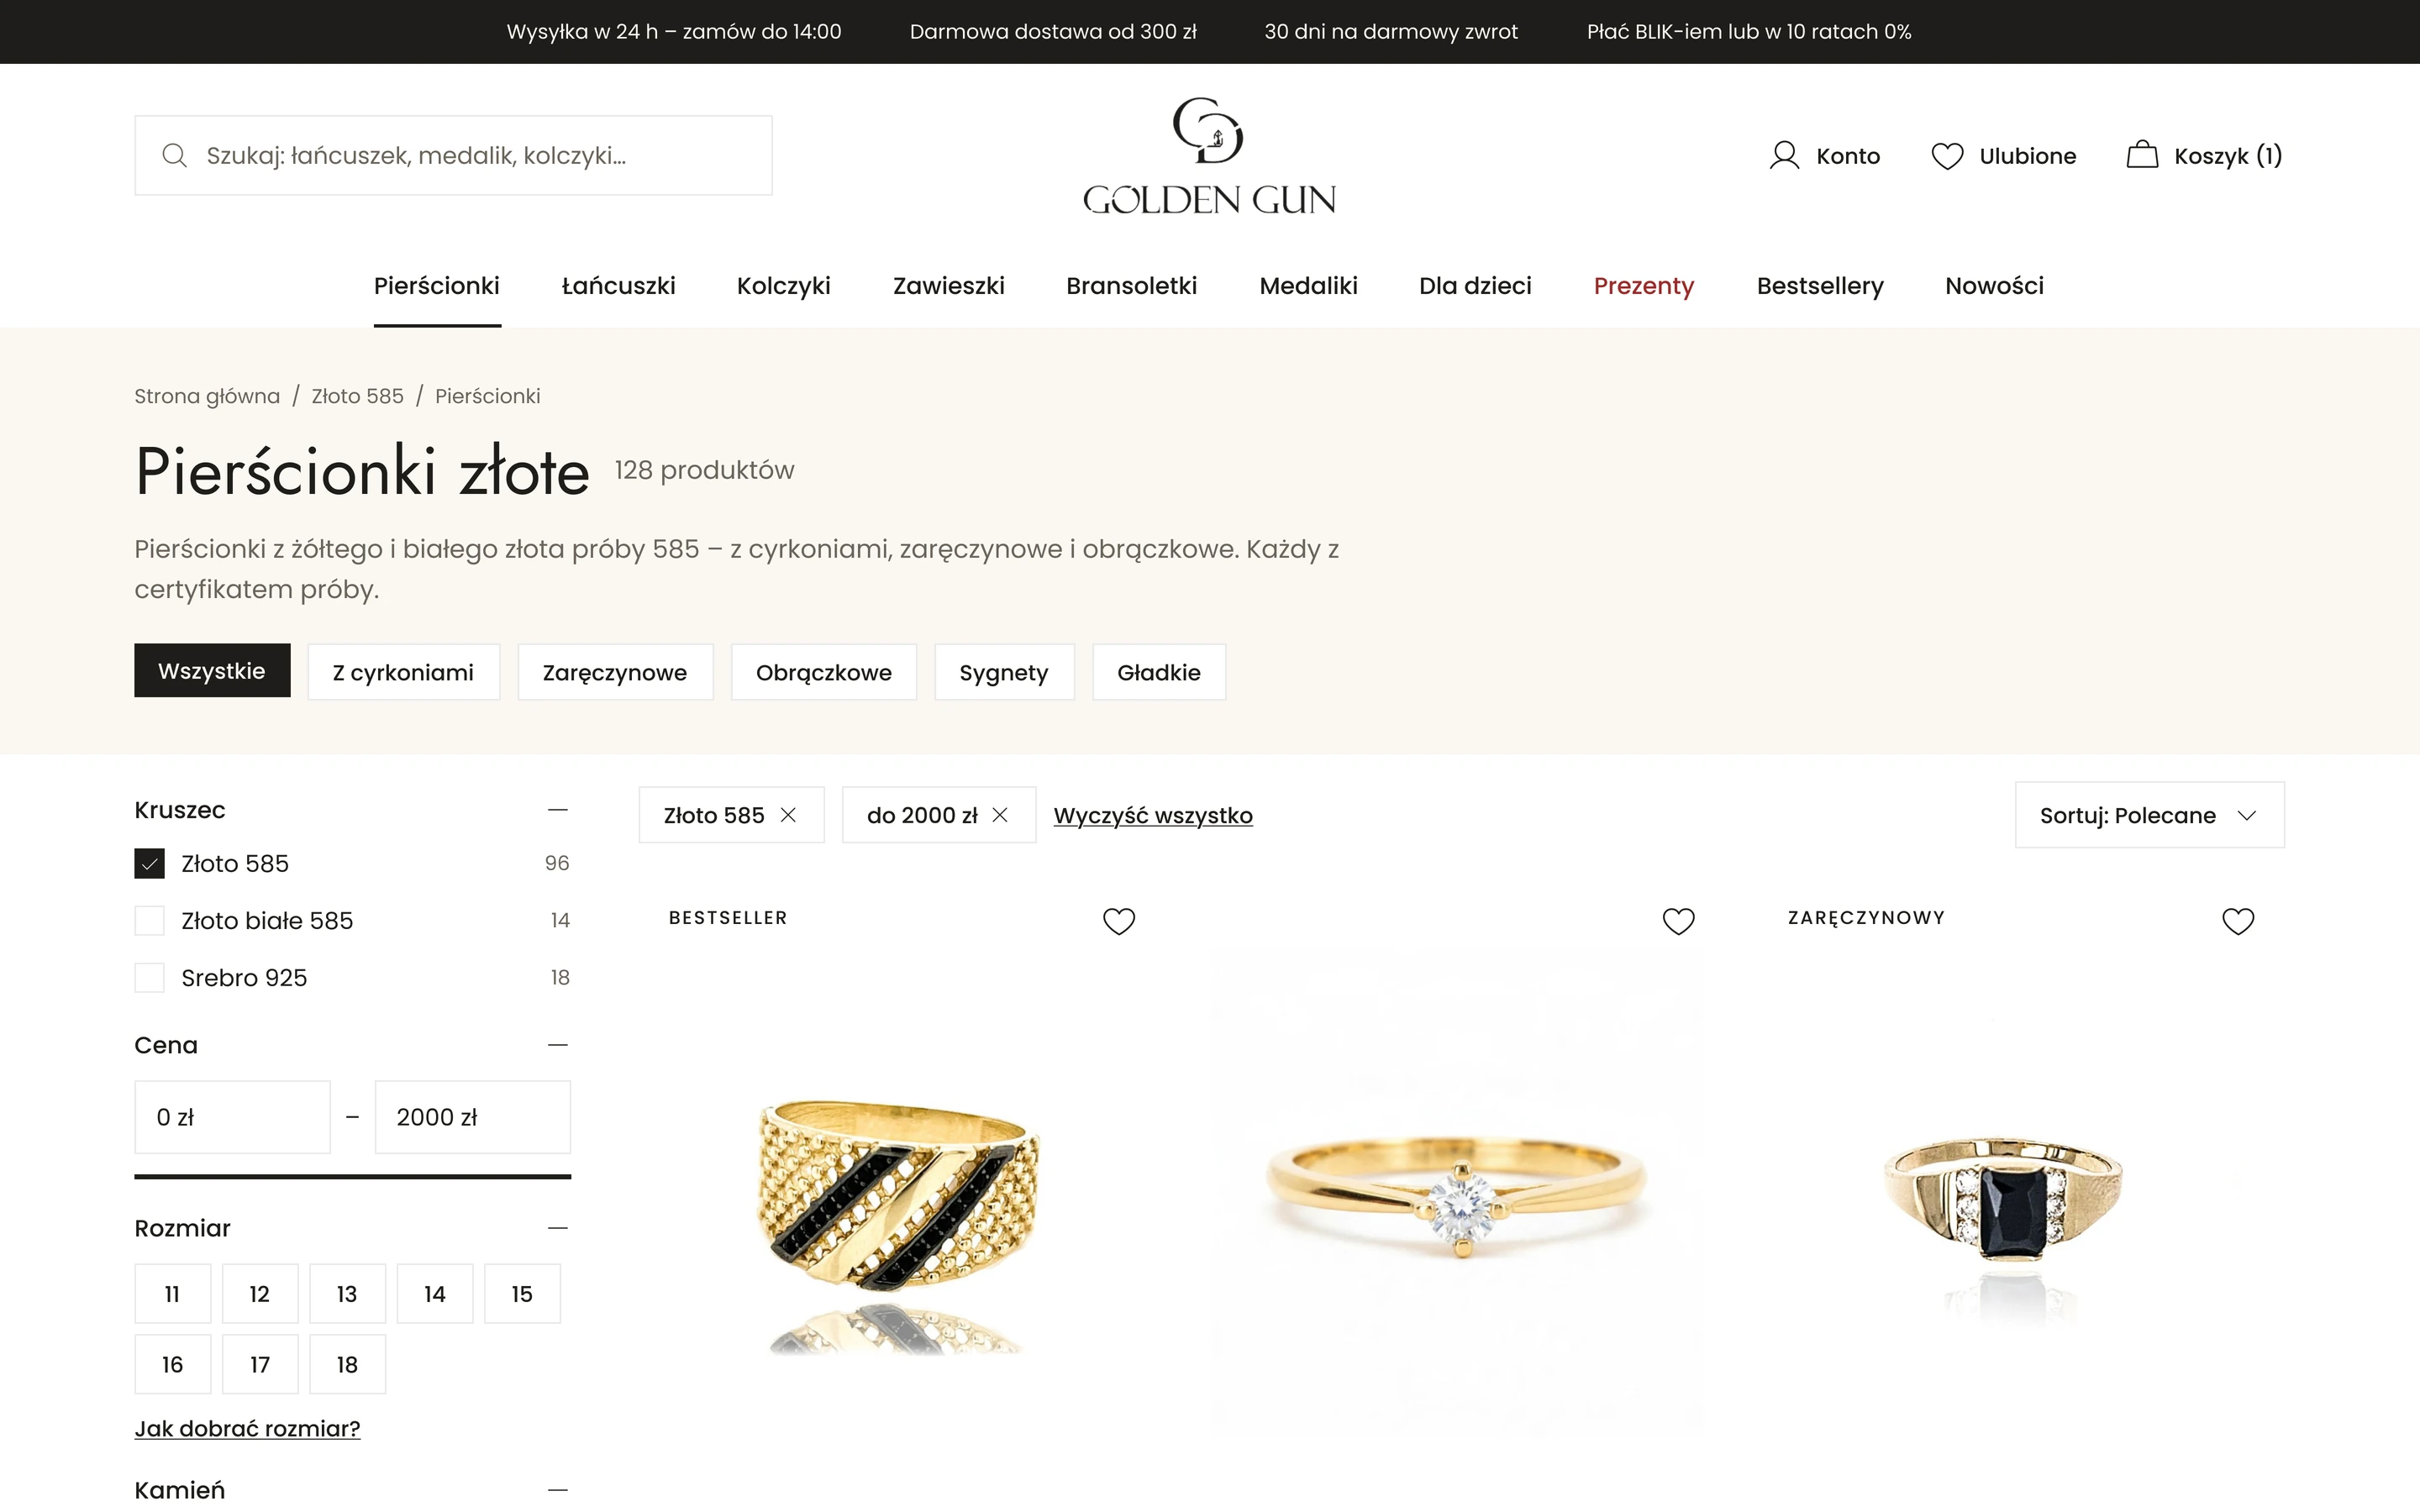 Wysyłka w 24 h – zamów do 14:00
Darmowa dostawa od 300 zł
30 dni na darmowy zwrot
Płać BLIK-iem lub w 10 ratach 0%
Szukaj: łańcuszek, medalik, kolczyki...
GOLDEN GUN
Konto
Ulubione
Koszyk (1)
Pierścionki
Łańcuszki
Kolczyki
Zawieszki
Bransoletki
Medaliki
Dla dzieci
Prezenty
Bestsellery
Nowości
Strona główna / Złoto 585 / Pierścionki
Pierścionki złote 128 produktów
Pierścionki z żółtego i białego złota próby 585 – z cyrkoniami, zaręczynowe i obrączkowe. Każdy z
certyfikatem próby.
Wszystkie
Z cyrkoniami
Zaręczynowe
Obrączkowe
Sygnety
Gładkie
Kruszec
Złoto 585 96
Złoto białe 585 14
Srebro 925 18
Cena
0 zł – 2000 zł
Rozmiar
11 12 13 14 15
16 17 18
Jak dobrać rozmiar?
Kamień
Złoto 585
do 2000 zł
Wyczyść wszystko
Sortuj: Polecane
BESTSELLER
ZARĘCZYNOWY